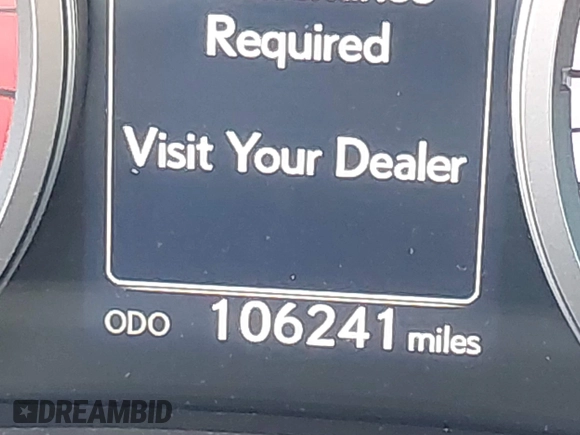 Required
Visit Your Dealer
ODO 106241 miles
DREAMBID